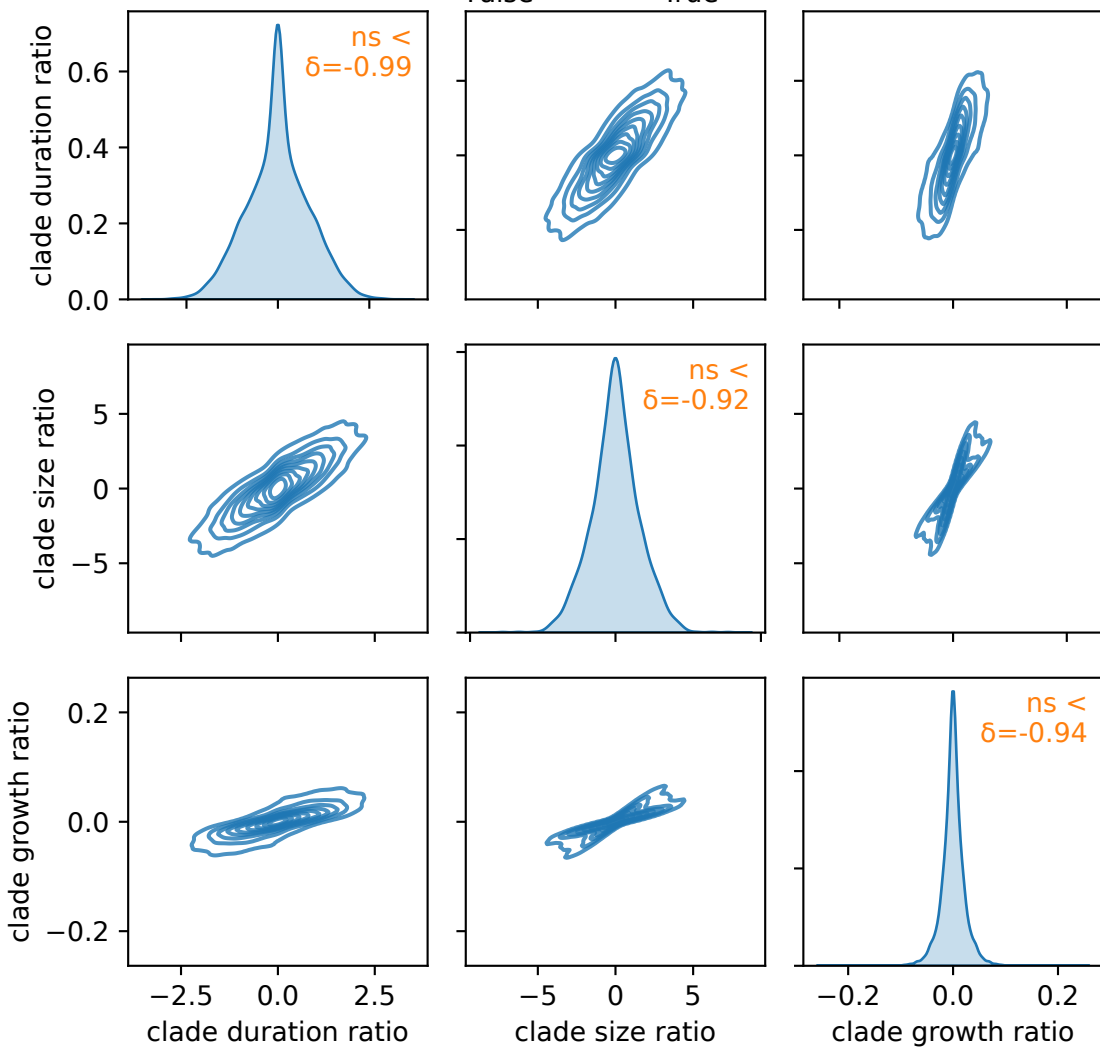 clade duration ratio
0.6
0.4
0.2
0.0
ns <
δ=-0.99
clade size ratio
5
0
−5
ns <
δ=-0.92
clade growth ratio
0.2
0.0
−0.2
ns <
δ=-0.94
−2.5 0.0 2.5
−5 0 5
−0.2 0.0 0.2
clade duration ratio
clade size ratio
clade growth ratio